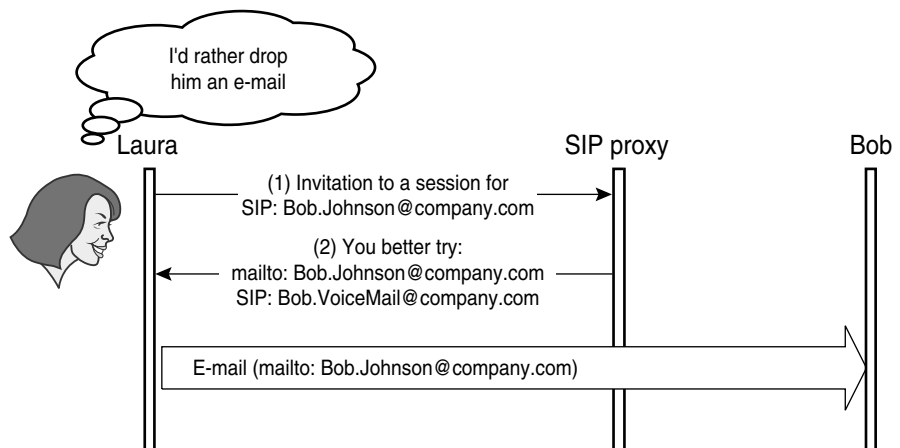 I'd rather drop
him an e-mail
Laura
SIP proxy
Bob
(1) Invitation to a session for
SIP: Bob.Johnson@company.com
(2) You better try:
mailto: Bob.Johnson@company.com
SIP: Bob.VoiceMail@company.com
E-mail (mailto: Bob.Johnson@company.com)